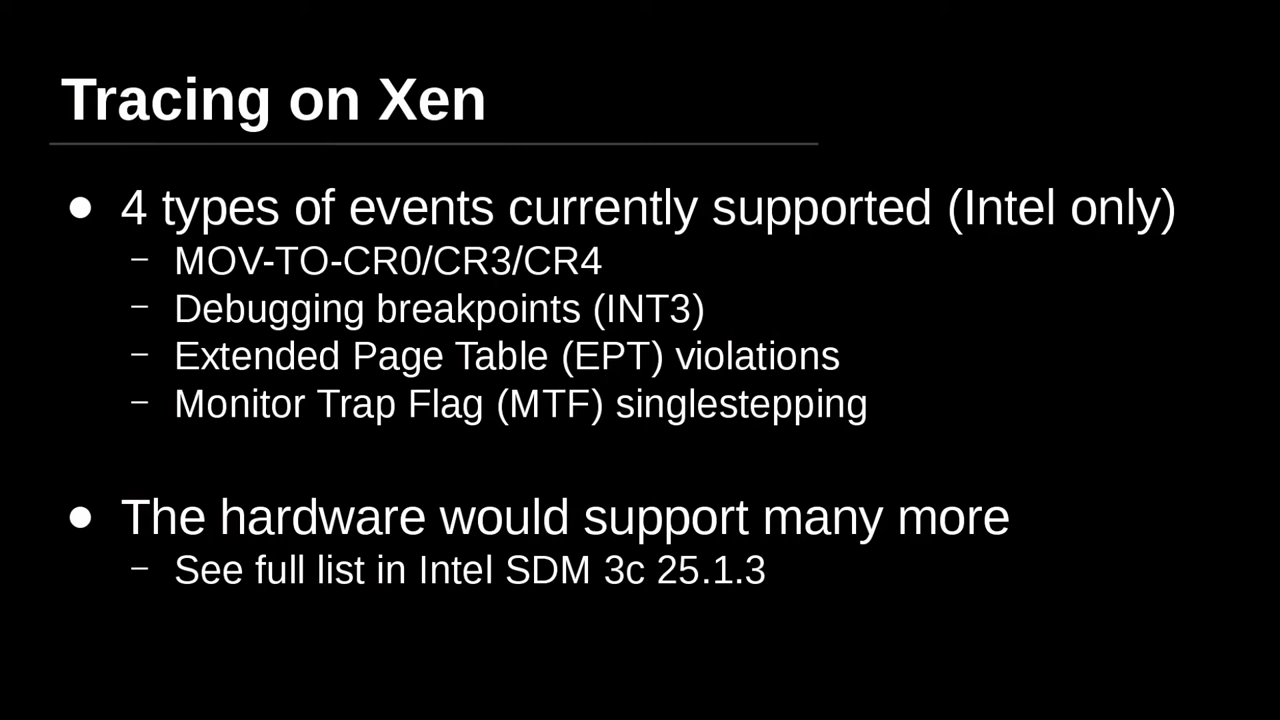 Tracing on Xen
● 4 types of events currently supported (Intel only)
– MOV-TO-CR0/CR3/CR4
– Debugging breakpoints (INT3)
– Extended Page Table (EPT) violations
– Monitor Trap Flag (MTF) singlestepping
● The hardware would support many more
– See full list in Intel SDM 3c 25.1.3